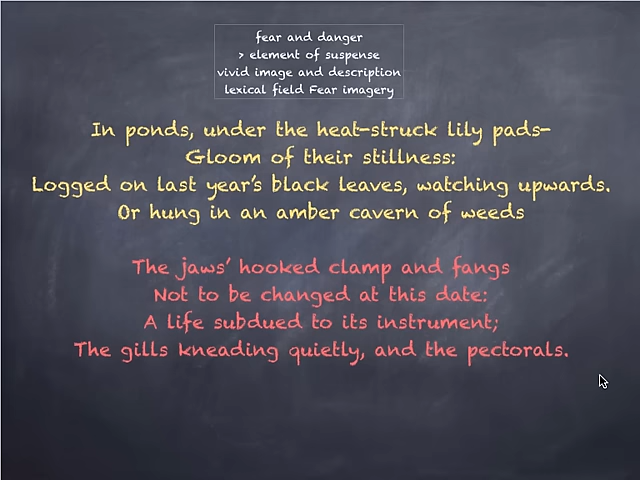 fear and danger
> element of suspense
vivid image and description
lexical field Fear imagery
In ponds, under the heat-struck lily pads-
Gloom of their stillness:
Logged on last year's black leaves, watching upwards.
Or hung in an amber cavern of weeds
The jaws' hooked clamp and fangs
Not to be changed at this date:
A life subdued to its instrument;
The gills kneading quietly, and the pectorals.